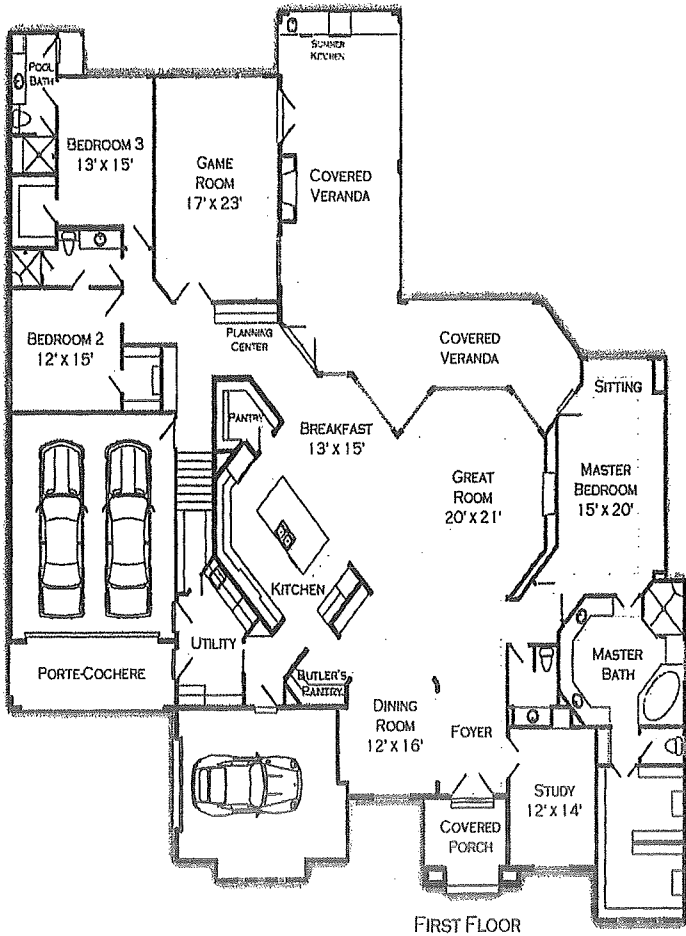 SUMMER
KITCHEN
POOL
BATH
BEDROOM 3
13' X 15'
GAME
ROOM
17' X 23'
COVERED
VERANDA
BEDROOM 2
12' X 15'
PLANNING
CENTER
COVERED
VERANDA
SITTING
PANTRY
BREAKFAST
13' X 15'
GREAT
ROOM
20' X 21'
MASTER
BEDROOM
15' X 20'
KITCHEN
UTILITY
PORTE-COCHERE
BUTLER'S
PANTRY
MASTER
BATH
DINING
ROOM
12' X 16'
FOYER
STUDY
12' X 14'
COVERED
PORCH
FIRST FLOOR